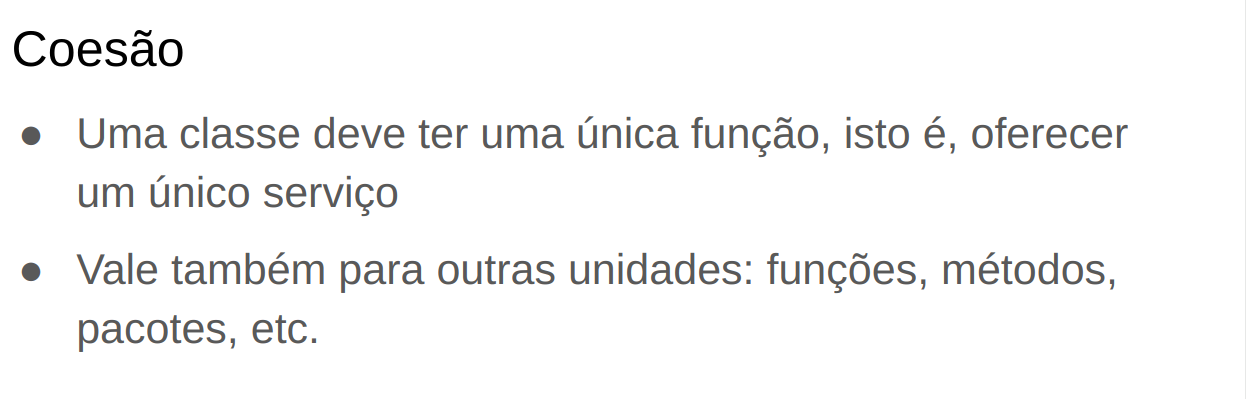 Coesão
● Uma classe deve ter uma única função, isto é, oferecer
um único serviço
● Vale também para outras unidades: funções, métodos,
pacotes, etc.